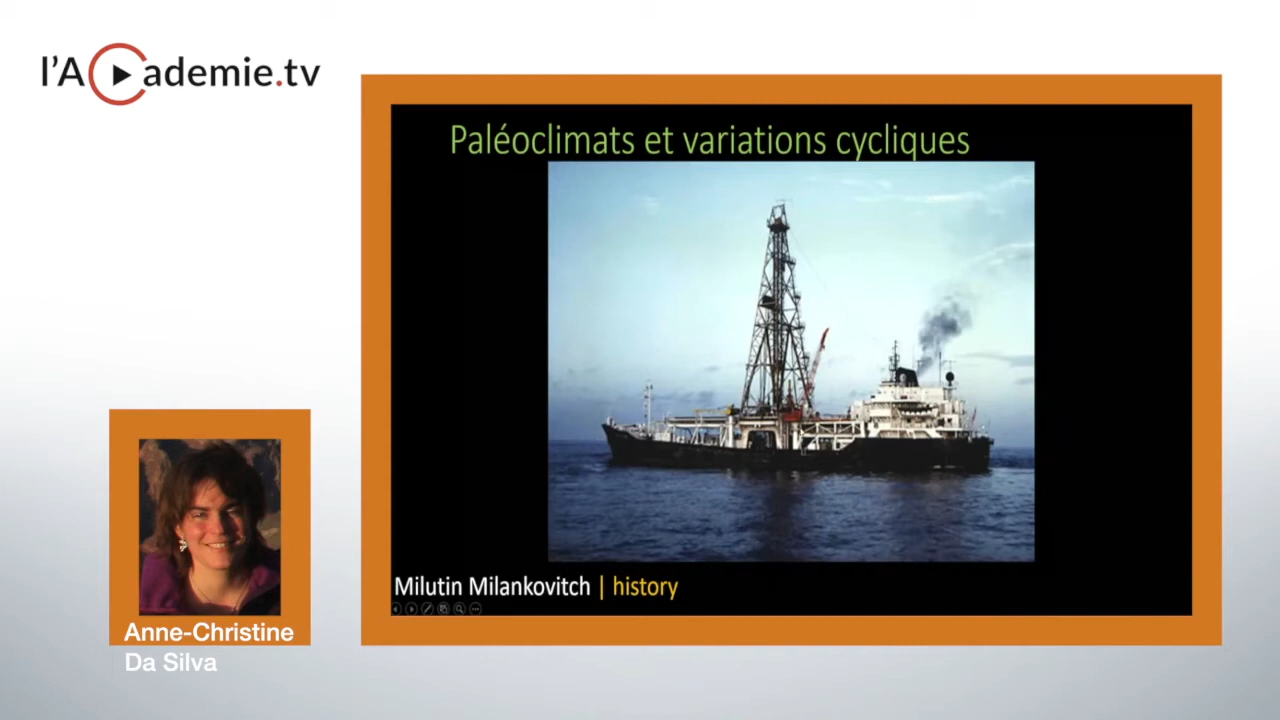 l'Academie.tv
Paléoclimats et variations cycliques
Milutin Milankovitch | history
Anne-Christine
Da Silva